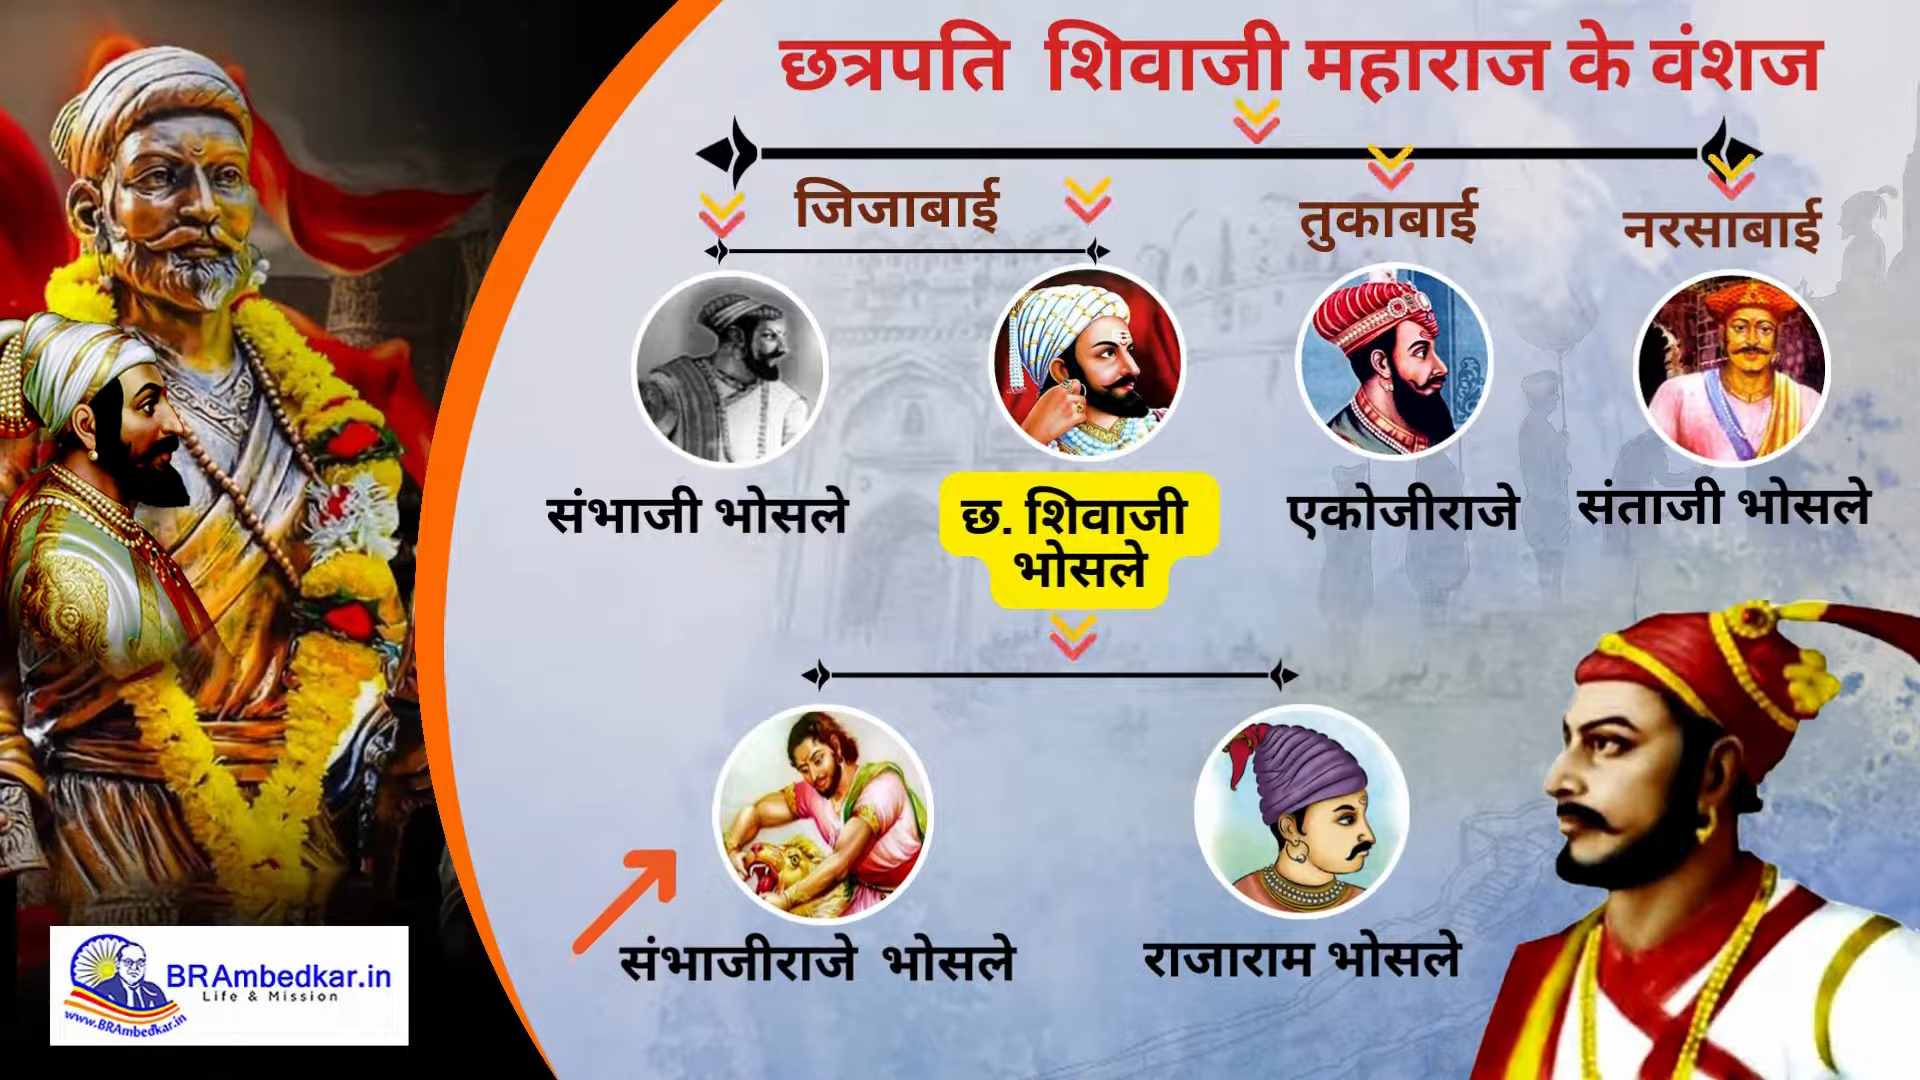 छत्रपति शिवाजी महाराज के वंशज
जिजाबाई
तुकाबाई
नरसाबाई
संभाजी भोसले
छ. शिवाजी
भोसले
एकोजीराजे
संताजी भोसले
संभाजीराजे भोसले
राजाराम भोसले
BRAmbedkar.in
Life & Mission
www.BRAmbedkar.in